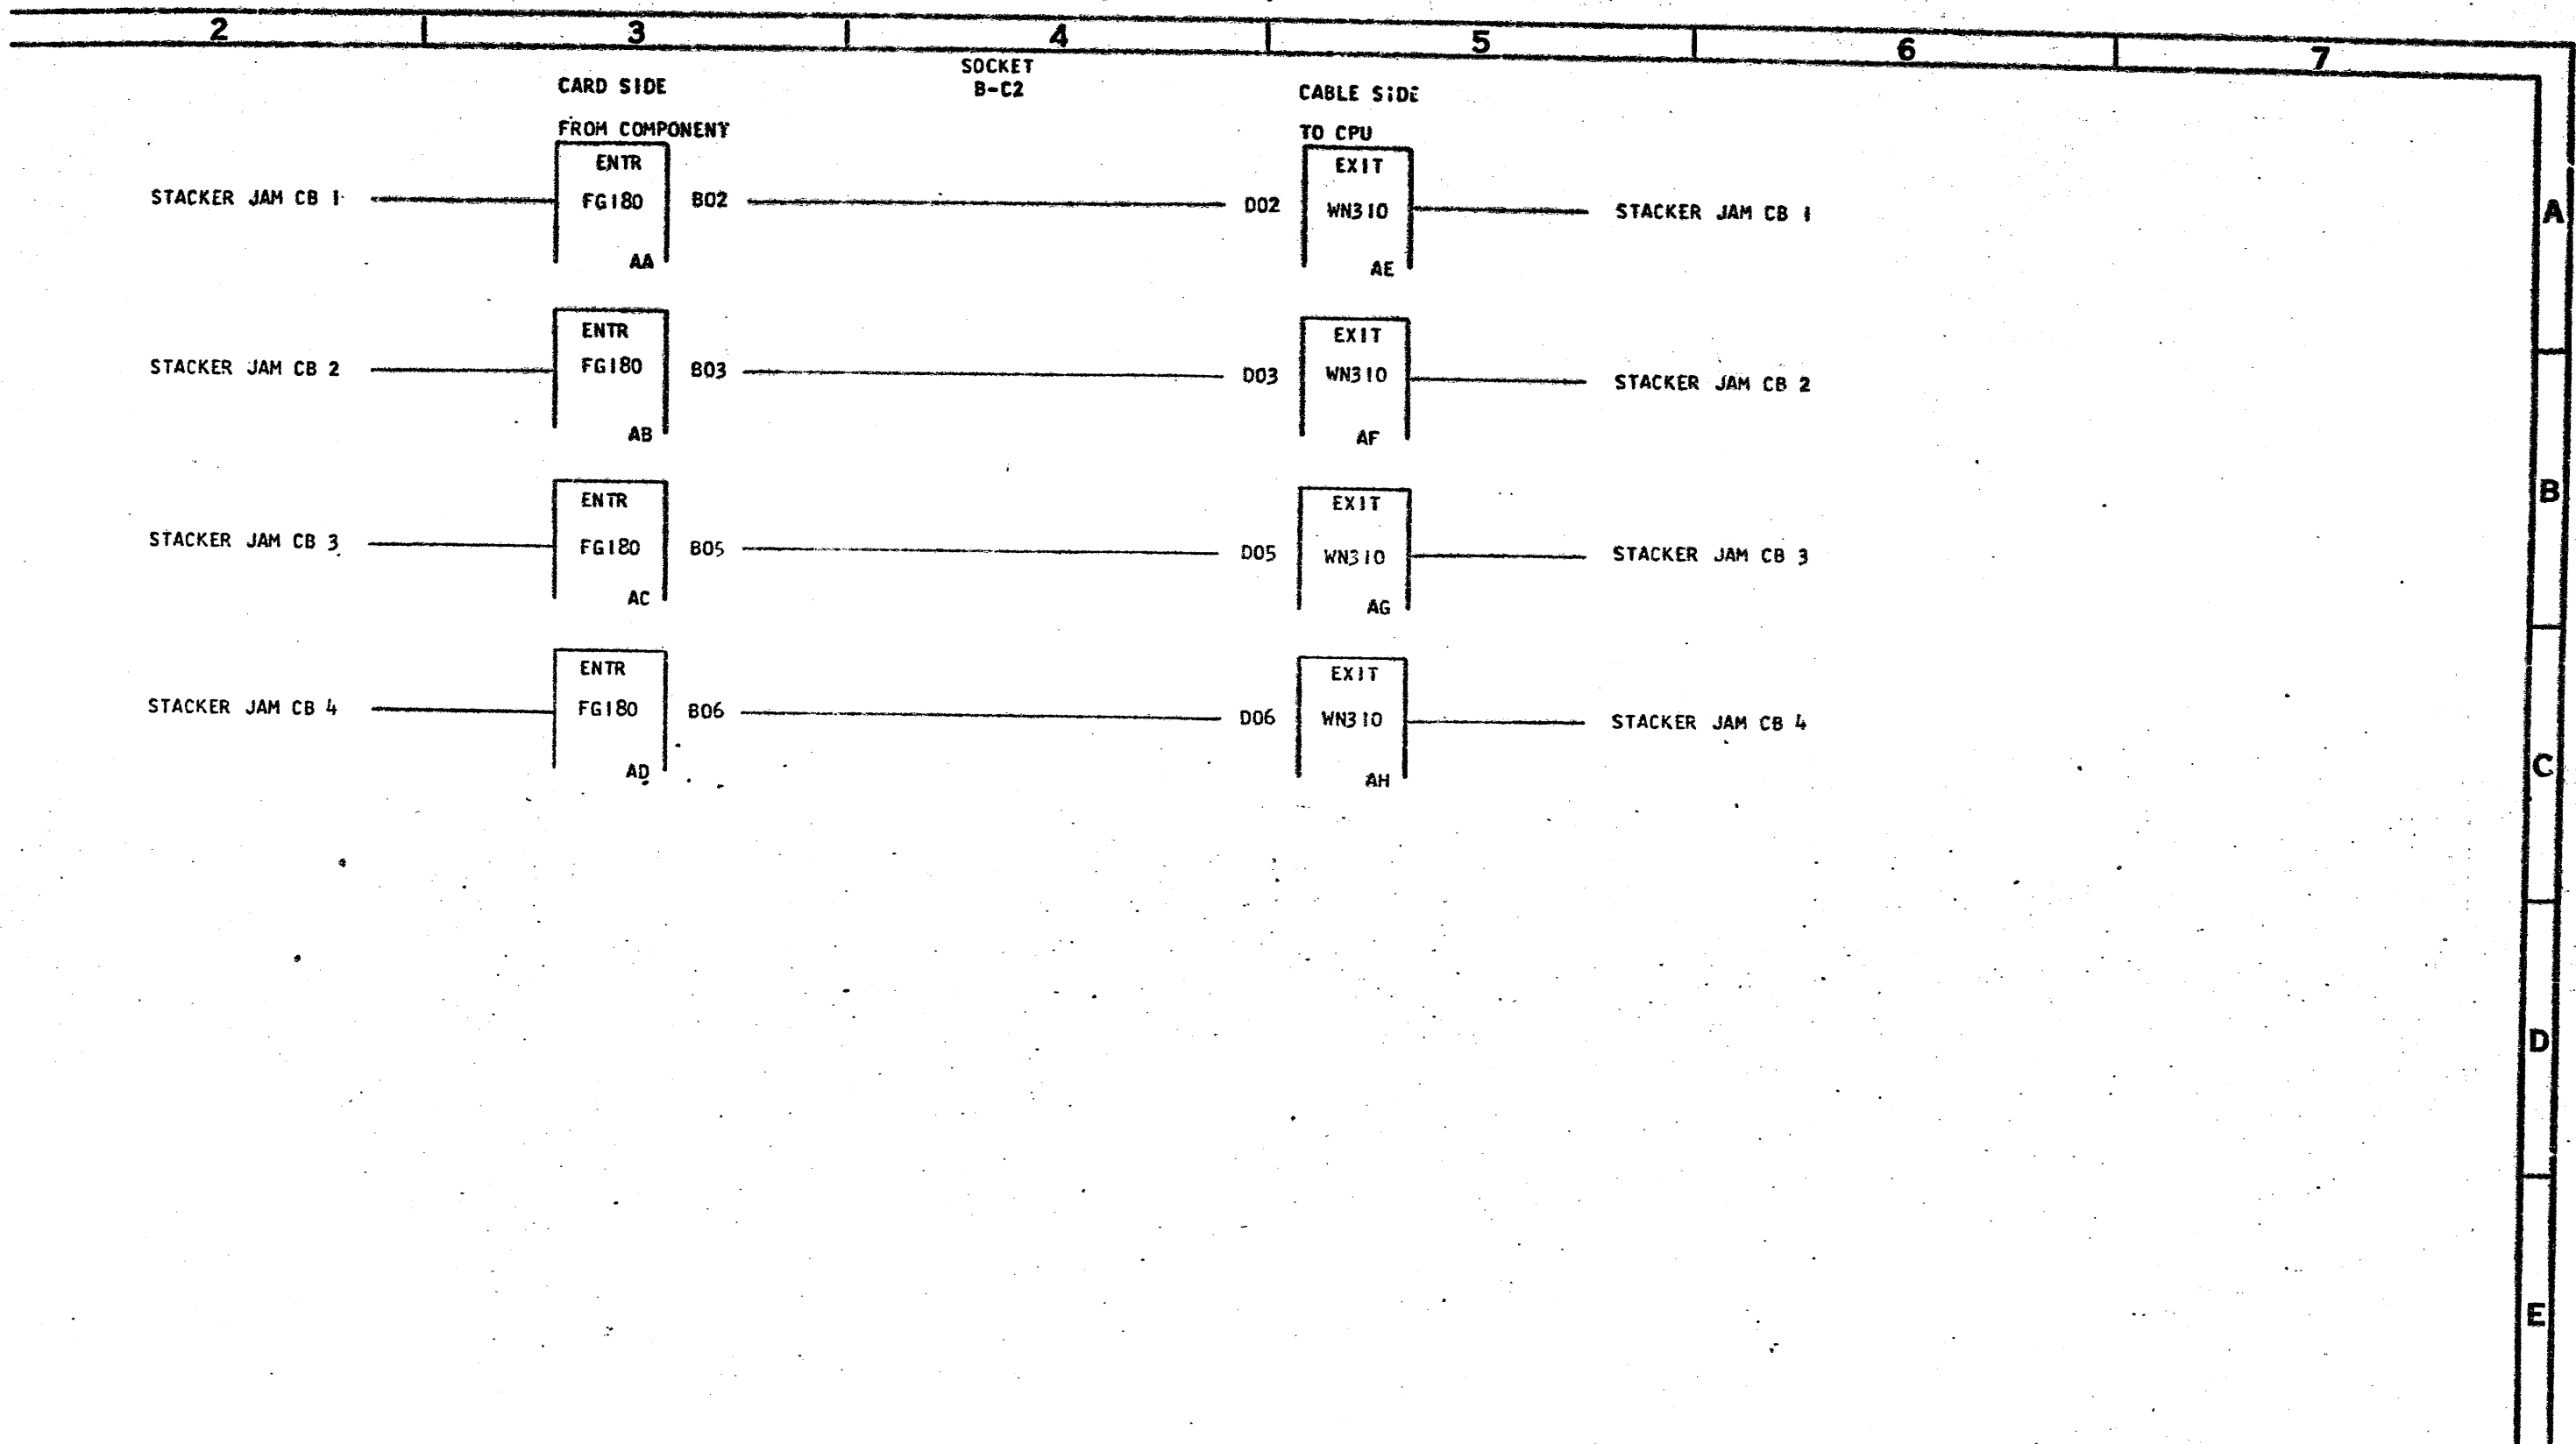 2 3 4 5 6 7
SOCKET
B-C2
CARD SIDE
CABLE SIDE
FROM COMPONENT
TO CPU
ENTR
EXIT
STACKER JAM CB 1 FG180 B02 D02 WN310 STACKER JAM CB 1
A
AA
AE
ENTR
EXIT
STACKER JAM CB 2 FG180 B03 D03 WN310 STACKER JAM CB 2
AB
AF
B
ENTR
EXIT
STACKER JAM CB 3 FG180 B05 D05 WN310 STACKER JAM CB 3
AC
AG
ENTR
EXIT
STACKER JAM CB 4 FG180 B06 D06 WN310 STACKER JAM CB 4
AD
AH
C
D
E